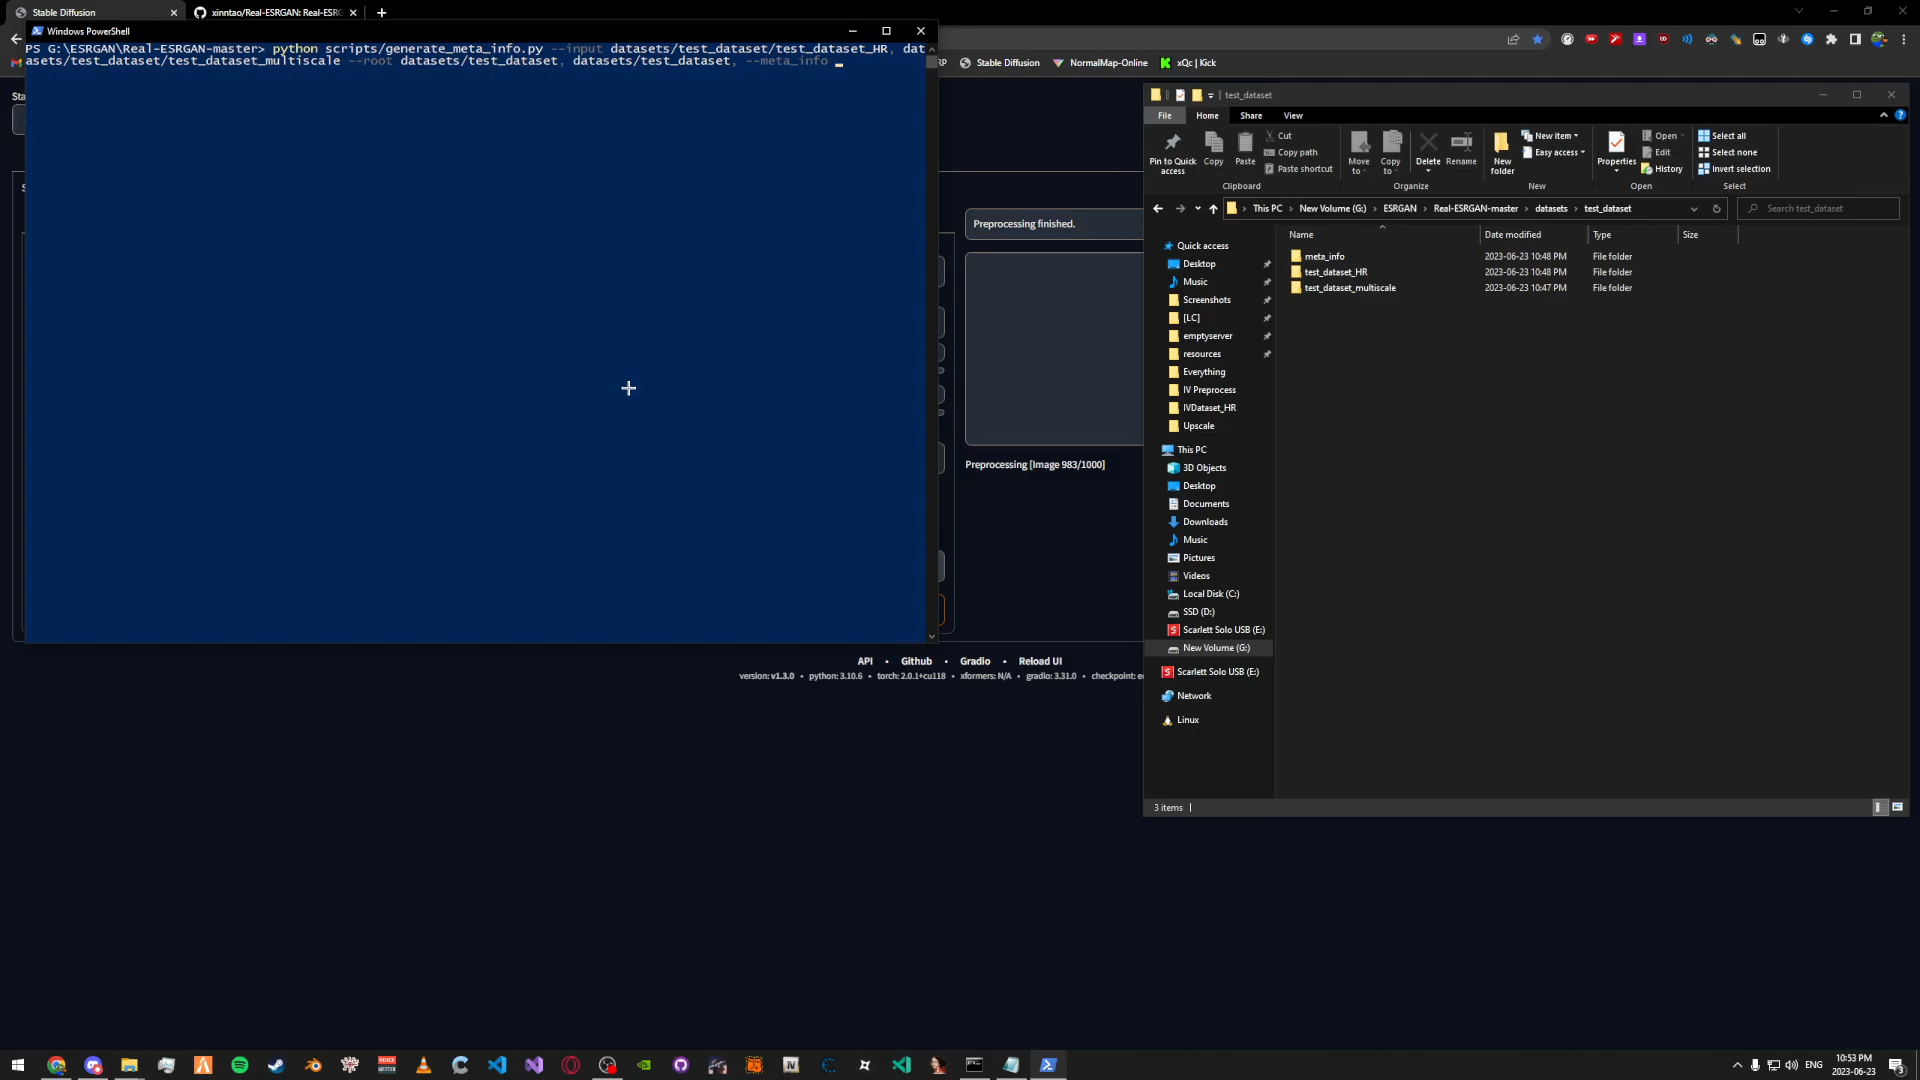 Stable Diffusion
xinntao/Real-ESRGAN: Real-ESRG
Windows PowerShell
PS G:\ESRGAN\Real-ESRGAN-master> python scripts/generate_meta_info.py --input datasets/test_dataset/test_dataset_HR, dat
asets/test_dataset/test_dataset_multiscale --root datasets/test_dataset, datasets/test_dataset, --meta_info _
RP
Stable Diffusion
NormalMap-Online
xQc | Kick
Sta
S
Preprocessing finished.
Preprocessing [Image 983/1000]
API • Github • Gradio • Reload UI
version: v1.3.0 • python: 3.10.6 • torch: 2.0.1+cu118 • xformers: N/A • gradio: 3.31.0 • checkpoint: e
test_dataset
File Home Share View
Pin to Quick access
Copy
Paste
Cut
Copy path
Paste shortcut
Clipboard
Move to
Copy to
Delete
Rename
Organize
New folder
New item
Easy access
New
Properties
Open
Edit
History
Open
Select all
Select none
Invert selection
Select
This PC > New Volume (G:) > ESRGAN > Real-ESRGAN-master > datasets > test_dataset
Search test_dataset
Name Date modified Type Size
meta_info 2023-06-23 10:48 PM File folder
test_dataset_HR 2023-06-23 10:48 PM File folder
test_dataset_multiscale 2023-06-23 10:47 PM File folder
Quick access
Desktop
Music
Screenshots
[LC]
emptyserver
resources
Everything
IV Preprocess
IVDataset_HR
Upscale
This PC
3D Objects
Desktop
Documents
Downloads
Music
Pictures
Videos
Local Disk (C:)
SSD (D:)
Scarlett Solo USB (E:)
New Volume (G:)
Scarlett Solo USB (E:)
Network
Linux
3 items
ENG
10:53 PM
2023-06-23
3